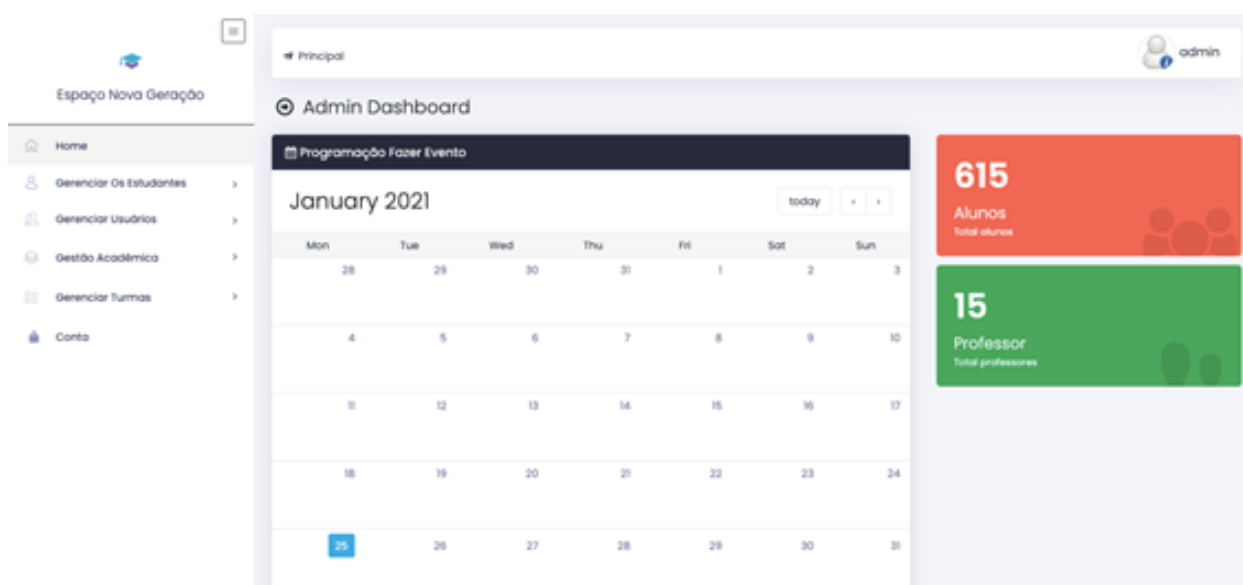 Espaço Nova Geração
Home
Gerenciar Os Estudantes
Gerenciar Usuários
Gestão Acadêmica
Gerenciar Turmas
Conta
Principal
admin
Admin Dashboard
Programação Fazer Evento
January 2021
today
Mon Tue Wed Thu Fri Sat Sun
28 29 30 31 1 2 3
4 5 6 7 8 9 10
11 12 13 14 15 16 17
18 19 20 21 22 23 24
25 26 27 28 29 30 31
615
Alunos
Total alunos
15
Professor
Total professores